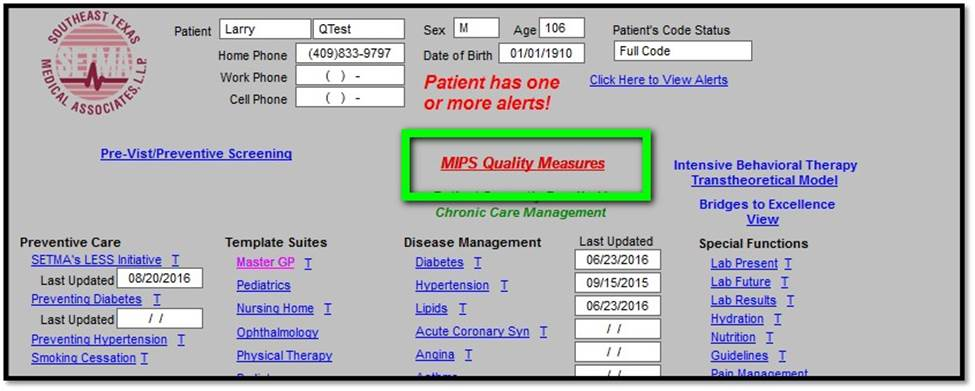 SOUTHEAST TEXAS
SETMA
MEDICAL ASSOCIATES, L.L.P.
Patient Larry QTest Sex M Age 106 Patient's Code Status
Home Phone (409)833-9797 Date of Birth 01/01/1910 Full Code
Work Phone ( ) -
Cell Phone ( ) -
Patient has one
or more alerts!
Click Here to View Alerts
Pre-Vist/Preventive Screening
MIPS Quality Measures
Chronic Care Management
Intensive Behavioral Therapy
Transtheoretical Model
Bridges to Excellence
View
Preventive Care
SETMA's LESS Initiative T
Last Updated 08/20/2016
Preventing Diabetes T
Last Updated / /
Preventing Hypertension T
Smoking Cessation T
Template Suites
Master GP T
Pediatrics
Nursing Home T
Ophthalmology
Physical Therapy
Disease Management Last Updated
Diabetes T 06/23/2016
Hypertension T 09/15/2015
Lipids T 06/23/2016
Acute Coronary Syn T / /
Angina T / /
Asthma / /
Special Functions
Lab Present T
Lab Future T
Lab Results T
Hydration T
Nutrition T
Guidelines T
Pain Management